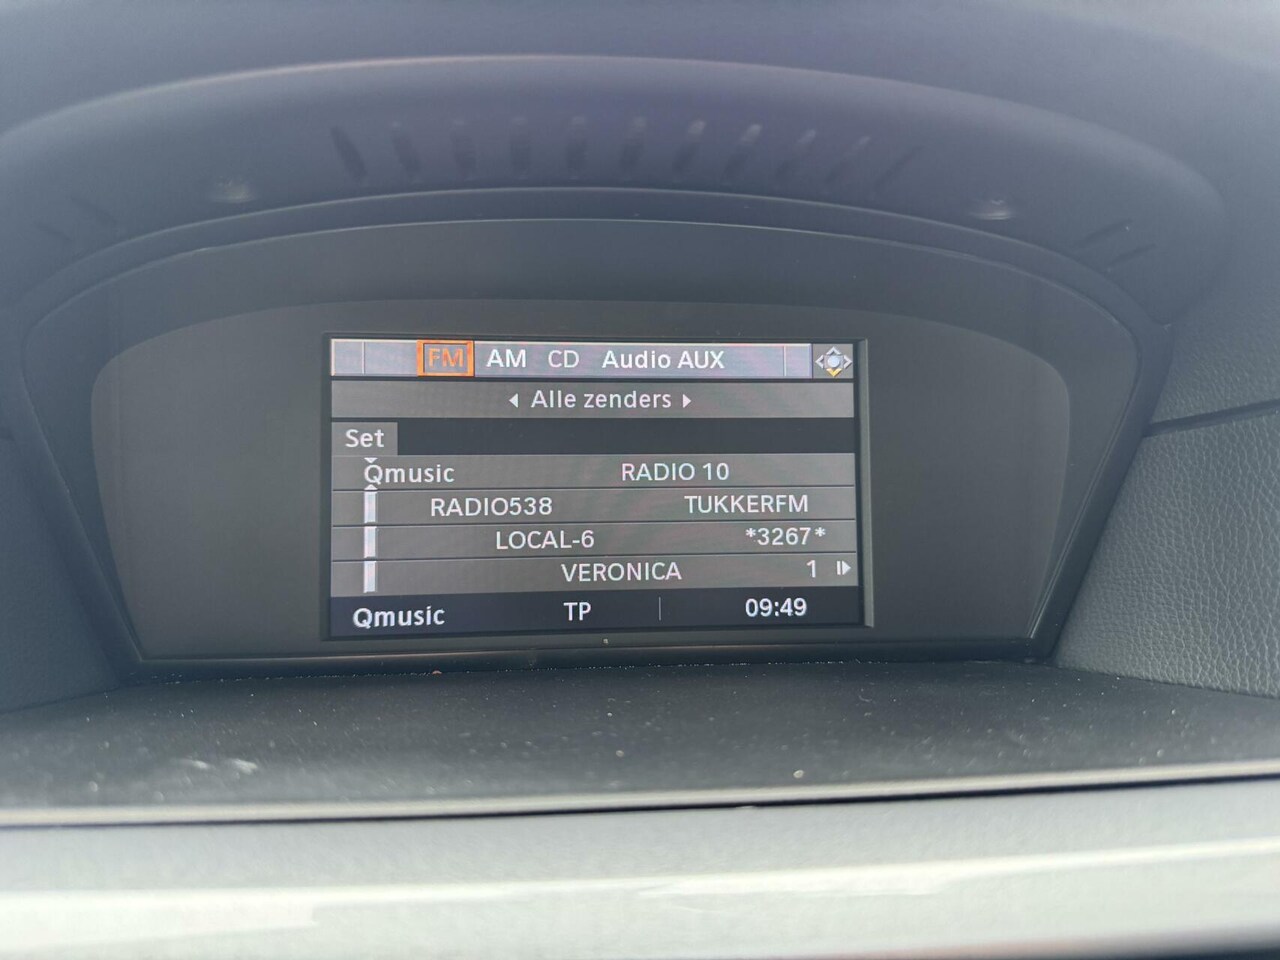 FM AM CD Audio AUX
Alle zenders
Set
Qmusic RADIO 10
RADIO538 TUKKERFM
LOCAL-6 *3267*
VERONICA 1
Qmusic TP 09:49